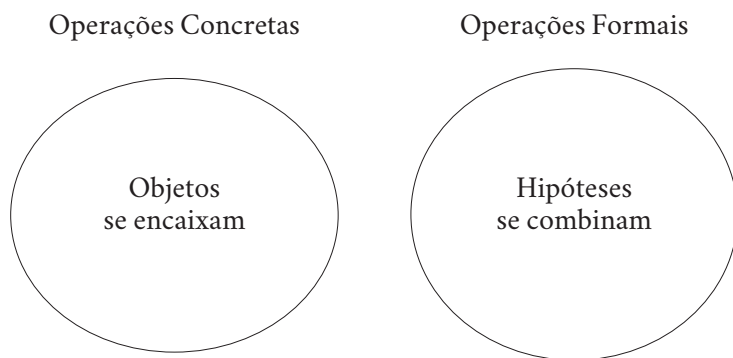 Operações Concretas
Operações Formais
Objetos
se encaixam
Hipóteses
se combinam